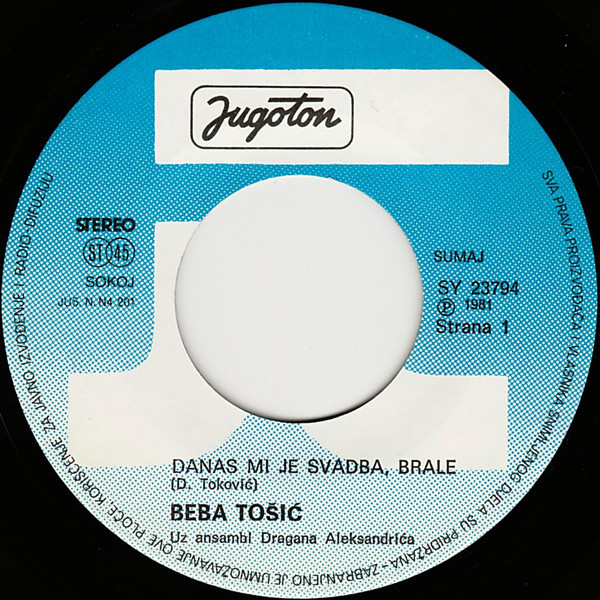 Jugoton
STEREO
ST 45
SOKOJ
JUS. N. N4 201
SUMAJ
SY 23794
Ⓟ 1981
Strana 1
DANAS MI JE SVADBA, BRALE
(D. Toković)
BEBA TOŠIĆ
Uz ansambl Dragana Aleksandrića
SVA PRAVA PROIZVOĐAČA I VLASNIKA SNIMLJENOG DJELA SU PRIDRŽANA - ZABRANJENO JE UMNOŽAVANJE OVE PLOČE I KORIŠĆENJE ZA JAVNO IZVOĐENJE I RADIO-DIFUZIJU